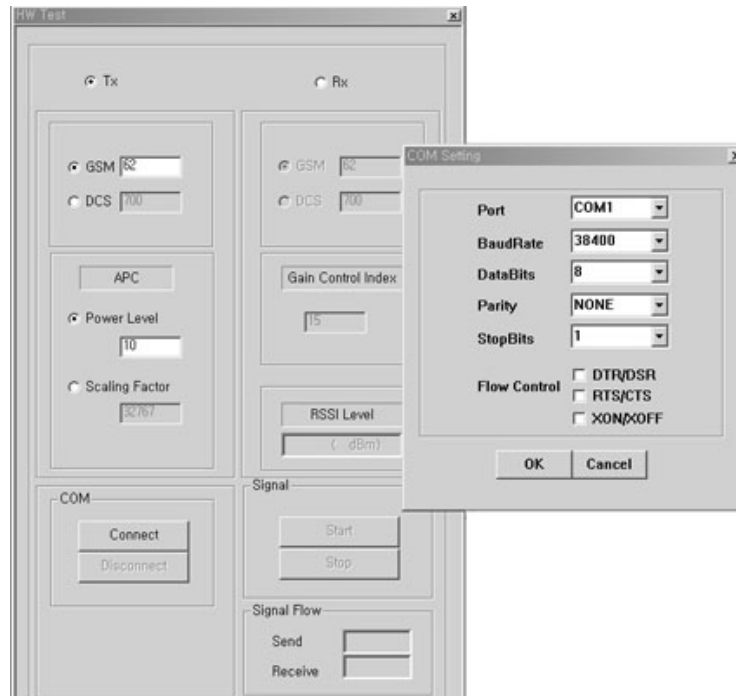 HW Test
Tx
Rx
GSM 62
DCS 700
GSM 62
DCS 700
APC
Power Level
10
Scaling Factor
32767
Gain Control Index
15
RSSI Level
( dBm)
COM
Connect
Disconnect
Signal
Start
Stop
Signal Flow
Send
Receive
COM Setting
Port COM1
BaudRate 38400
DataBits 8
Parity NONE
StopBits 1
Flow Control
DTR/DSR
RTS/CTS
XON/XOFF
OK Cancel